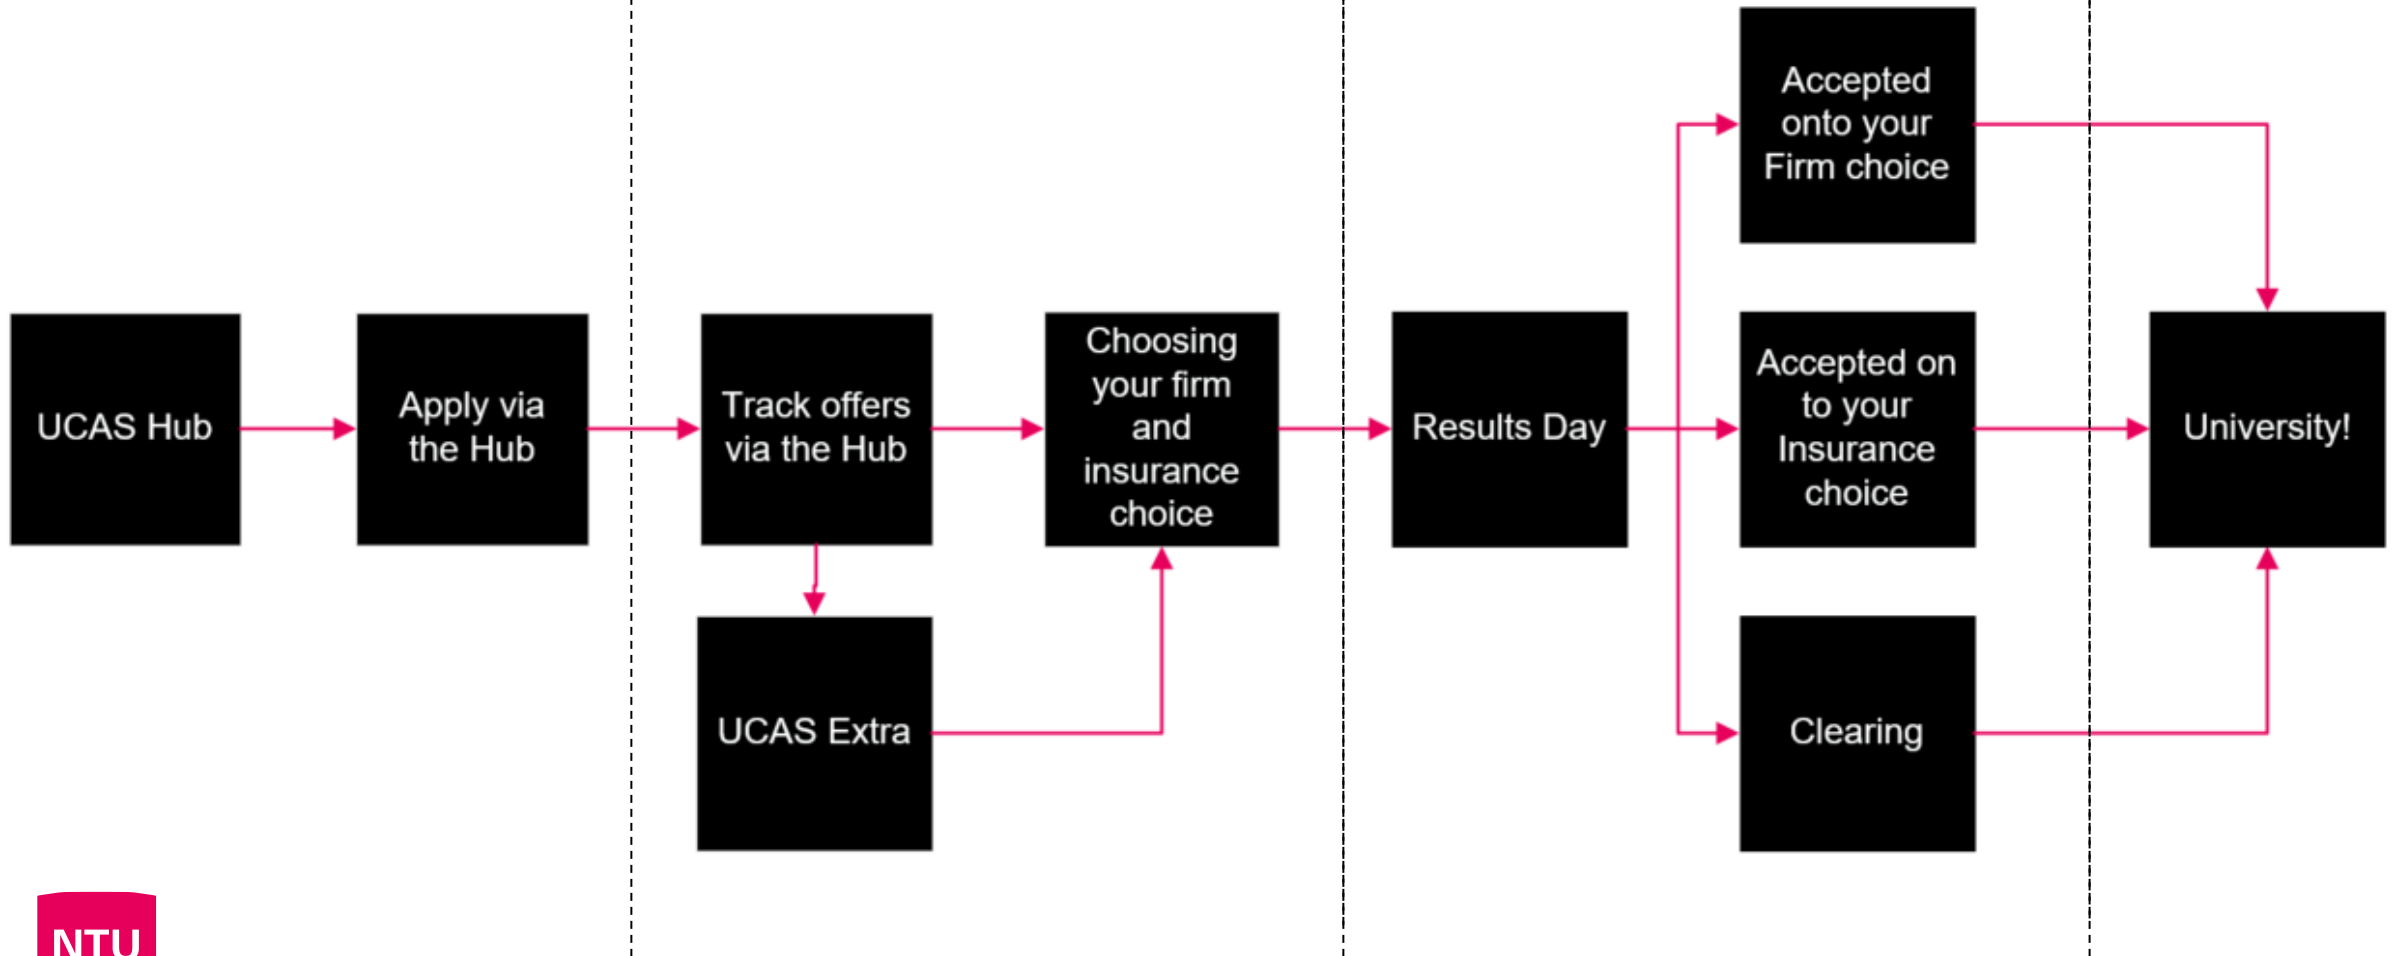 UCAS Hub
Apply via
the Hub
Track offers
via the Hub
UCAS Extra
Choosing
your firm
and
insurance
choice
Results Day
Accepted
onto your
Firm choice
Accepted on
to your
Insurance
choice
Clearing
University!
NTU